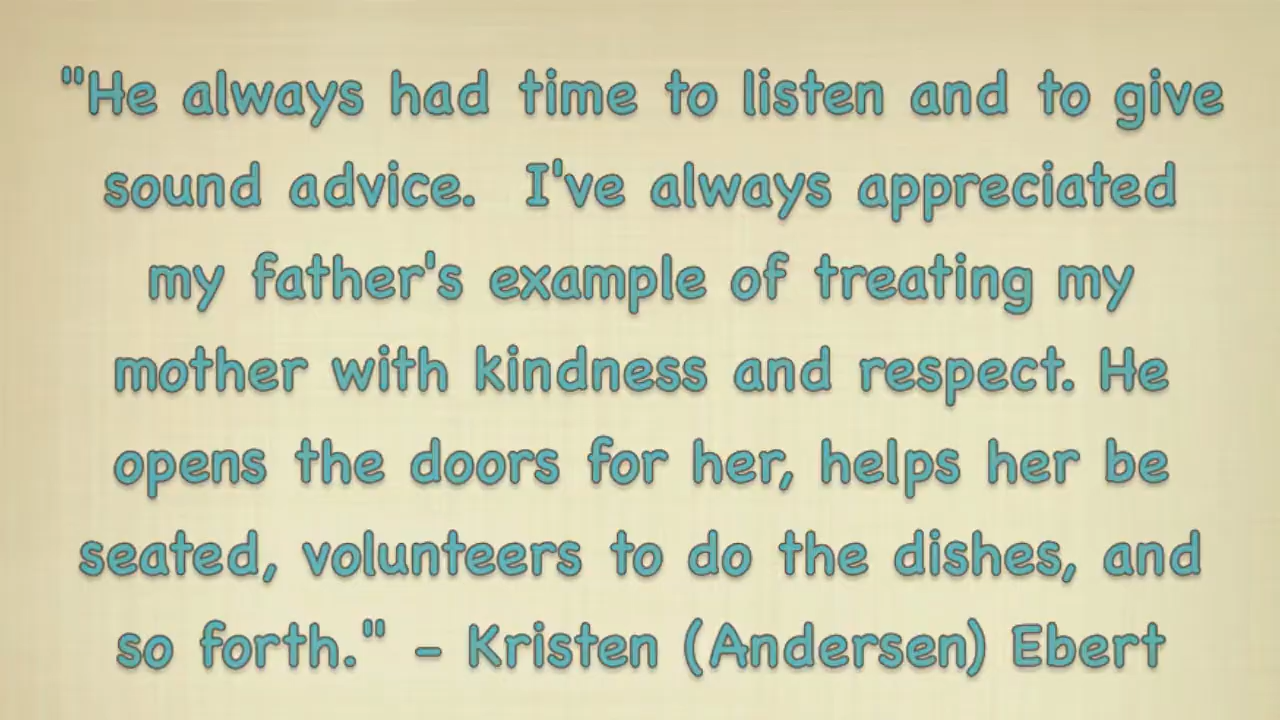 "He always had time to listen and to give
sound advice.  I've always appreciated
my father's example of treating my
mother with kindness and respect. He
opens the doors for her, helps her be
seated, volunteers to do the dishes, and
so forth." – Kristen (Andersen) Ebert